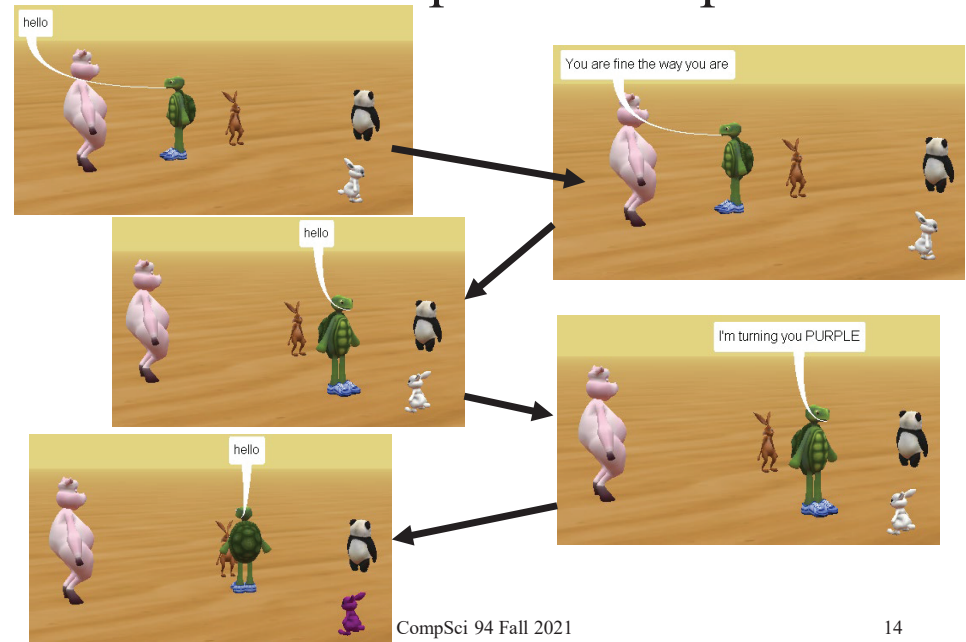 hello
You are fine the way you are
hello
I'm turning you PURPLE
hello
CompSci 94 Fall 2021
14